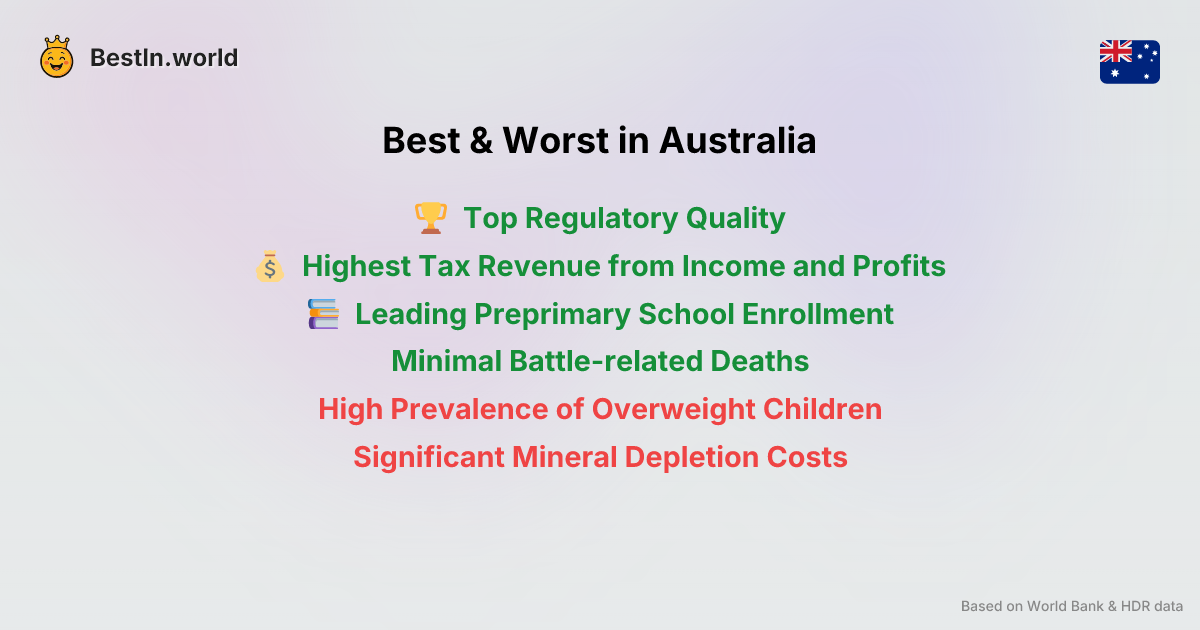 BestIn.world
Best & Worst in Australia
Top Regulatory Quality
Highest Tax Revenue from Income and Profits
Leading Preprimary School Enrollment
Minimal Battle-related Deaths
High Prevalence of Overweight Children
Significant Mineral Depletion Costs
Based on World Bank & HDR data